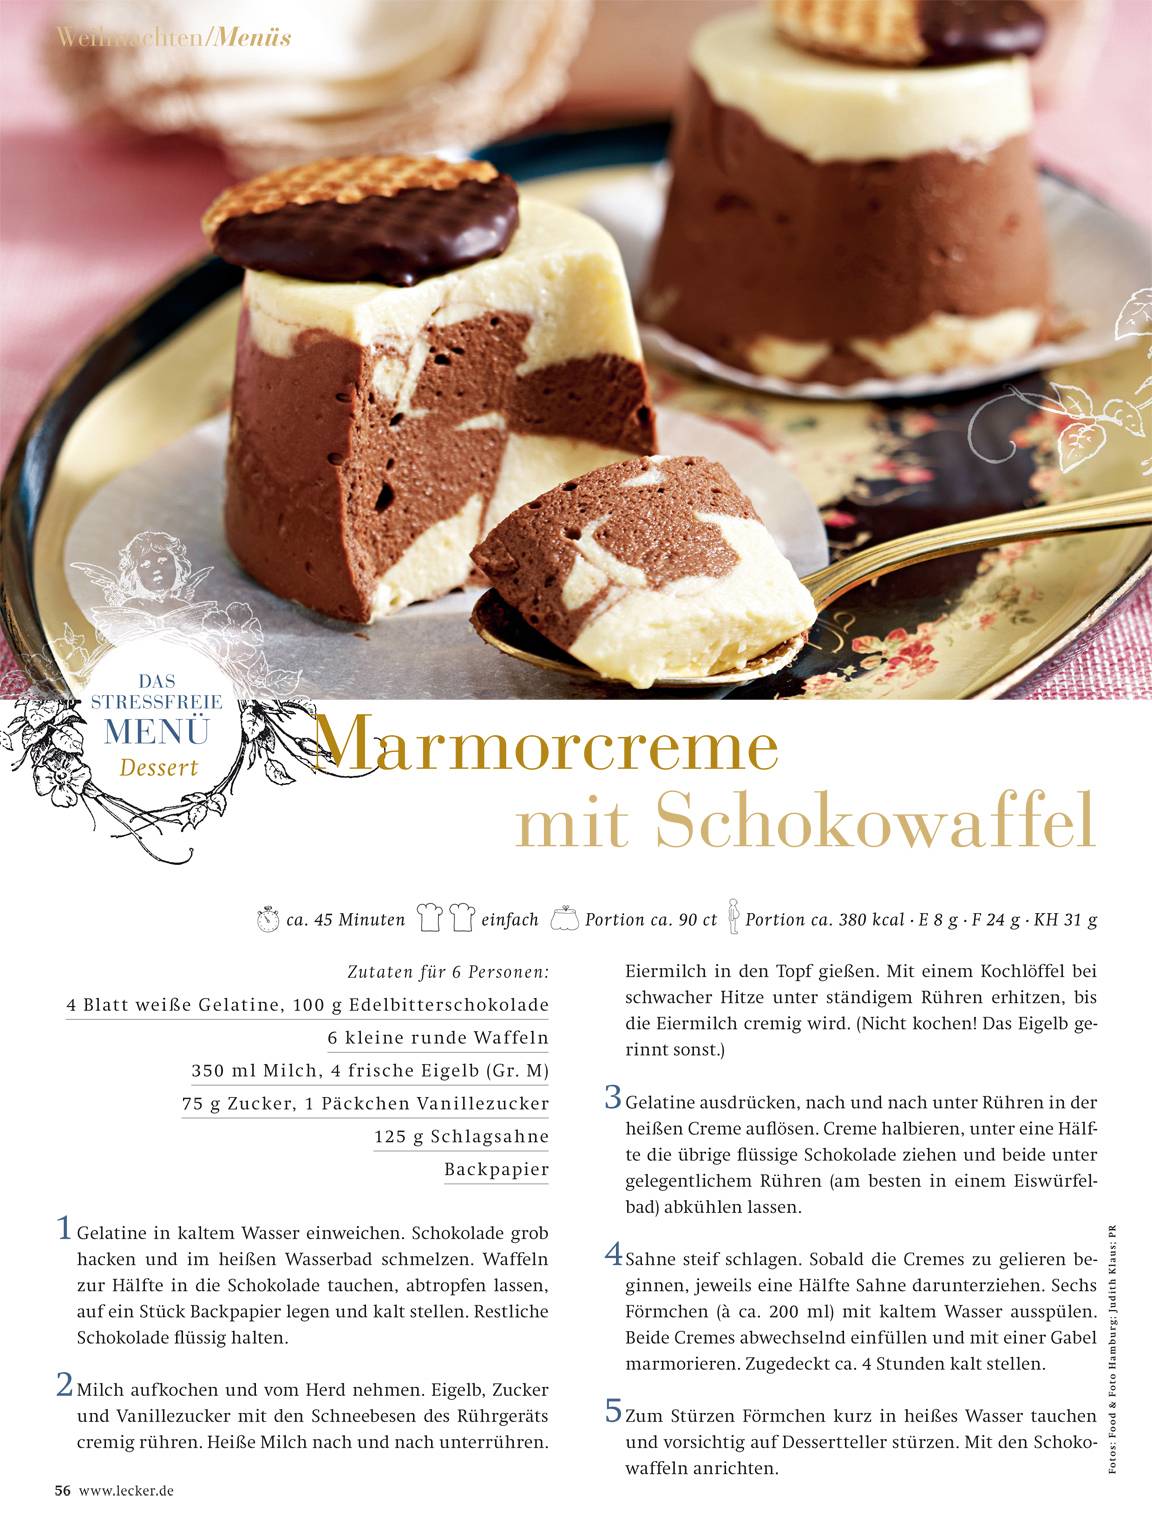 Weihnachten/Menüs
DAS
STRESSFREIE
MENÜ
Dessert
Marmorcreme
mit Schokowaffel
ca. 45 Minuten einfach Portion ca. 90 ct Portion ca. 380 kcal · E 8 g · F 24 g · KH 31 g
Zutaten für 6 Personen:
4 Blatt weiße Gelatine, 100 g Edelbitterschokolade
6 kleine runde Waffeln
350 ml Milch, 4 frische Eigelb (Gr. M)
75 g Zucker, 1 Päckchen Vanillezucker
125 g Schlagsahne
Backpapier
1 Gelatine in kaltem Wasser einweichen. Schokolade grob
hacken und im heißen Wasserbad schmelzen. Waffeln
zur Hälfte in die Schokolade tauchen, abtropfen lassen,
auf ein Stück Backpapier legen und kalt stellen. Restliche
Schokolade flüssig halten.
2 Milch aufkochen und vom Herd nehmen. Eigelb, Zucker
und Vanillezucker mit den Schneebesen des Rührgeräts
cremig rühren. Heiße Milch nach und nach unterrühren.
Eiermilch in den Topf gießen. Mit einem Kochlöffel bei
schwacher Hitze unter ständigem Rühren erhitzen, bis
die Eiermilch cremig wird. (Nicht kochen! Das Eigelb ge-
rinnt sonst.)
3 Gelatine ausdrücken, nach und nach unter Rühren in der
heißen Creme auflösen. Creme halbieren, unter eine Hälf-
te die übrige flüssige Schokolade ziehen und beide unter
gelegentlichem Rühren (am besten in einem Eiswürfel-
bad) abkühlen lassen.
4 Sahne steif schlagen. Sobald die Cremes zu gelieren be-
ginnen, jeweils eine Hälfte Sahne darunterziehen. Sechs
Förmchen (à ca. 200 ml) mit kaltem Wasser ausspülen.
Beide Cremes abwechselnd einfüllen und mit einer Gabel
marmorieren. Zugedeckt ca. 4 Stunden kalt stellen.
5 Zum Stürzen Förmchen kurz in heißes Wasser tauchen
und vorsichtig auf Dessertteller stürzen. Mit den Schoko-
waffeln anrichten.
Fotos: Food & Foto Hamburg; Judith Klaus; PR
56 www.lecker.de